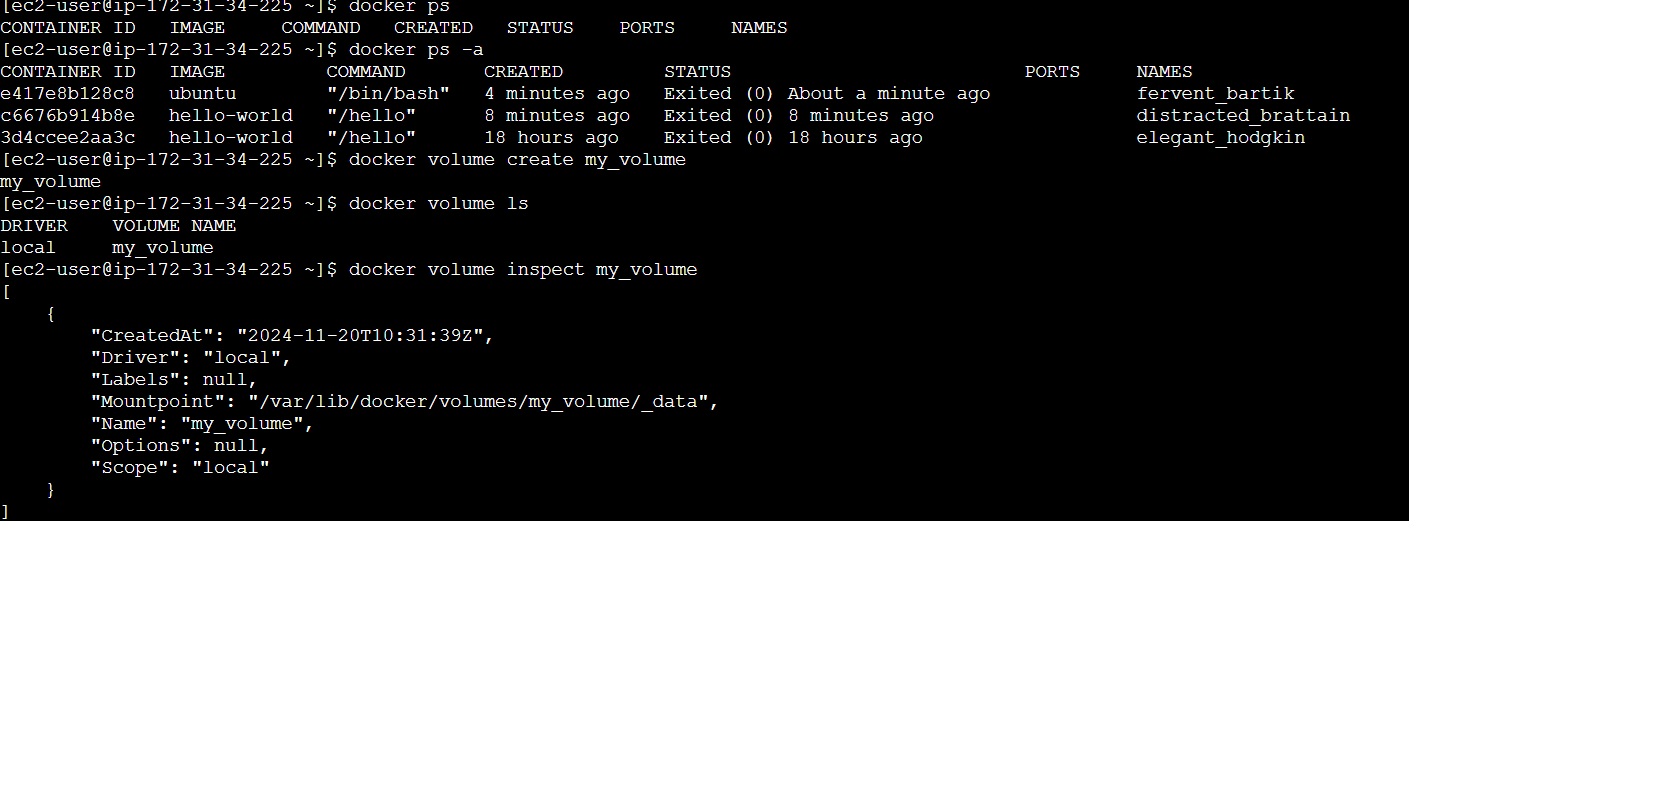 [ec2-user@ip-172-31-34-225 ~]$ docker ps
CONTAINER ID   IMAGE     COMMAND   CREATED   STATUS    PORTS     NAMES
[ec2-user@ip-172-31-34-225 ~]$ docker ps -a
CONTAINER ID   IMAGE         COMMAND       CREATED         STATUS                          PORTS     NAMES
e417e8b128c8   ubuntu        "/bin/bash"   4 minutes ago   Exited (0) About a minute ago             fervent_bartik
c6676b914b8e   hello-world   "/hello"      8 minutes ago   Exited (0) 8 minutes ago                  distracted_brattain
3d4ccee2aa3c   hello-world   "/hello"      18 hours ago    Exited (0) 18 hours ago                   elegant_hodgkin
[ec2-user@ip-172-31-34-225 ~]$ docker volume create my_volume
my_volume
[ec2-user@ip-172-31-34-225 ~]$ docker volume ls
DRIVER    VOLUME NAME
local     my_volume
[ec2-user@ip-172-31-34-225 ~]$ docker volume inspect my_volume
[
    {
        "CreatedAt": "2024-11-20T10:31:39Z",
        "Driver": "local",
        "Labels": null,
        "Mountpoint": "/var/lib/docker/volumes/my_volume/_data",
        "Name": "my_volume",
        "Options": null,
        "Scope": "local"
    }
]